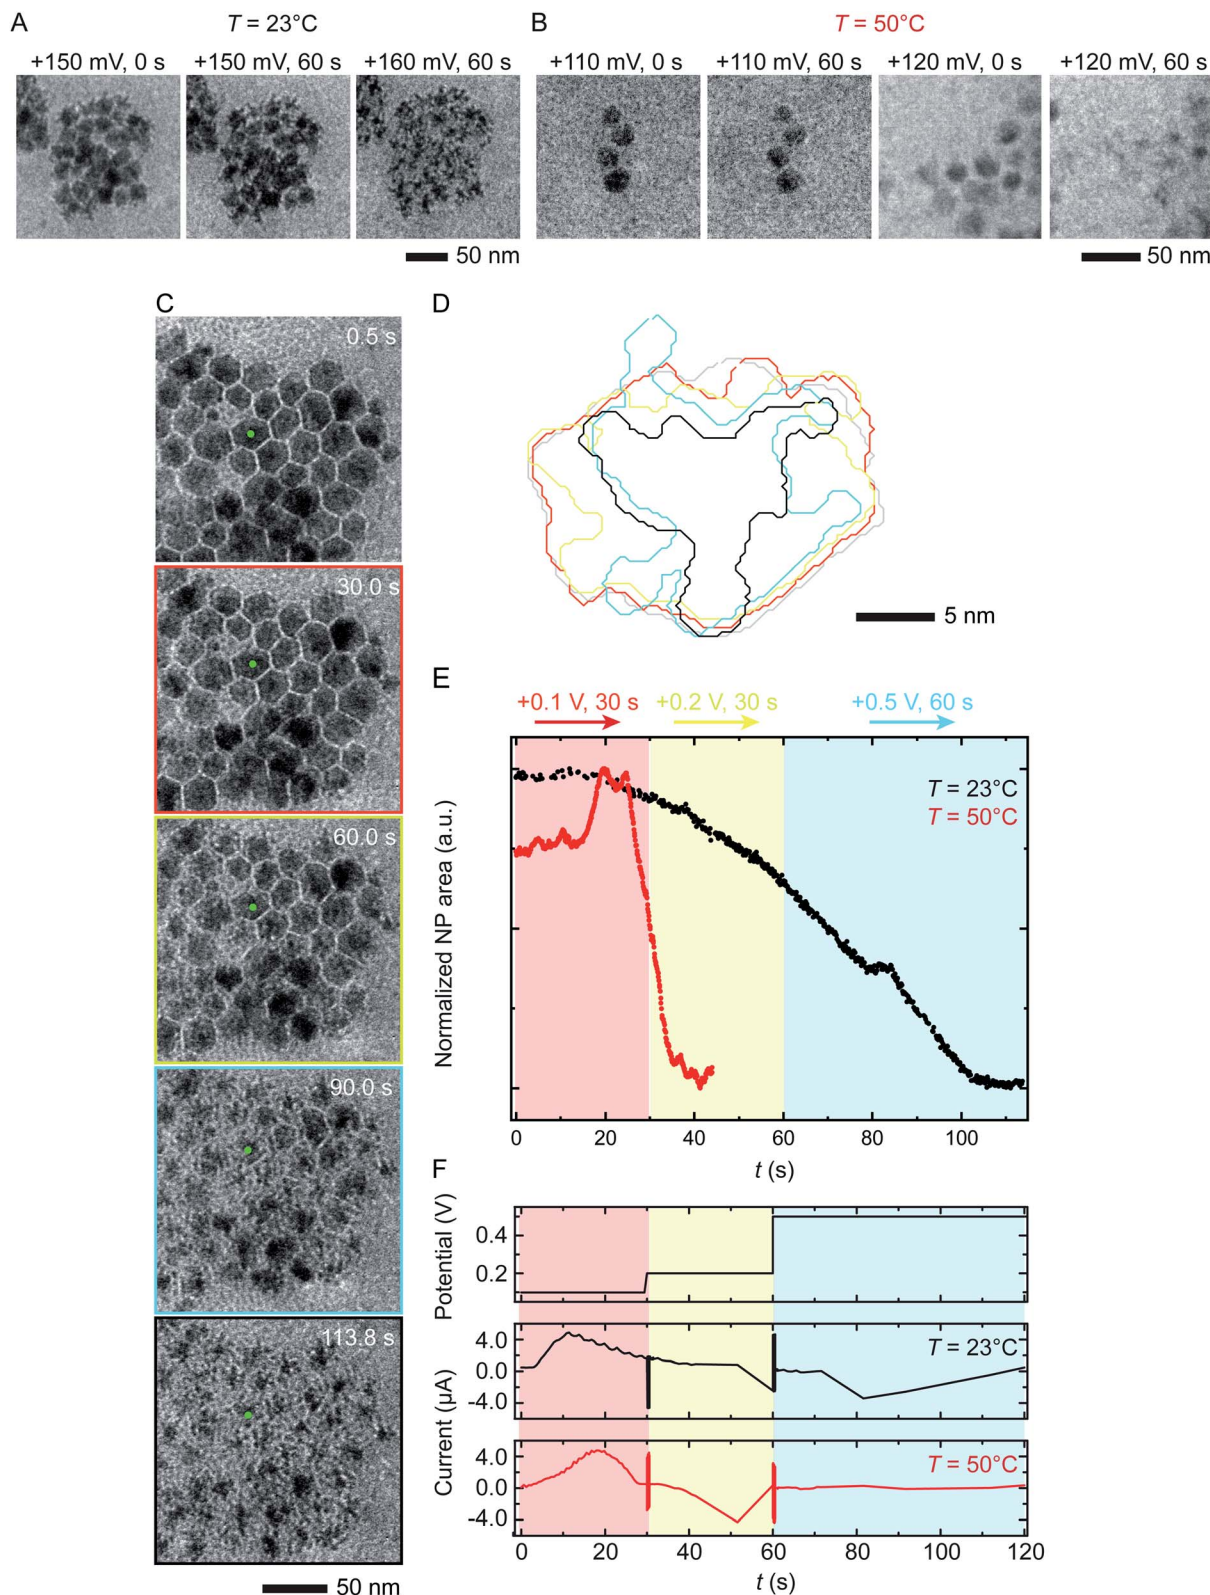 A
T = 23°C
B
T = 50°C
+150 mV, 0 s
+150 mV, 60 s
+160 mV, 60 s
+110 mV, 0 s
+110 mV, 60 s
+120 mV, 0 s
+120 mV, 60 s
50 nm
50 nm
C
0.5 s
30.0 s
60.0 s
90.0 s
113.8 s
50 nm
D
5 nm
E
+0.1 V, 30 s
+0.2 V, 30 s
+0.5 V, 60 s
Normalized NP area (a.u.)
T = 23°C
T = 50°C
0 20 40 60 80 100
t (s)
F
Potential (V)
0.4
0.2
Current (μA)
4.0
0.0
-4.0
T = 23°C
4.0
0.0
-4.0
T = 50°C
0 20 40 60 80 100 120
t (s)